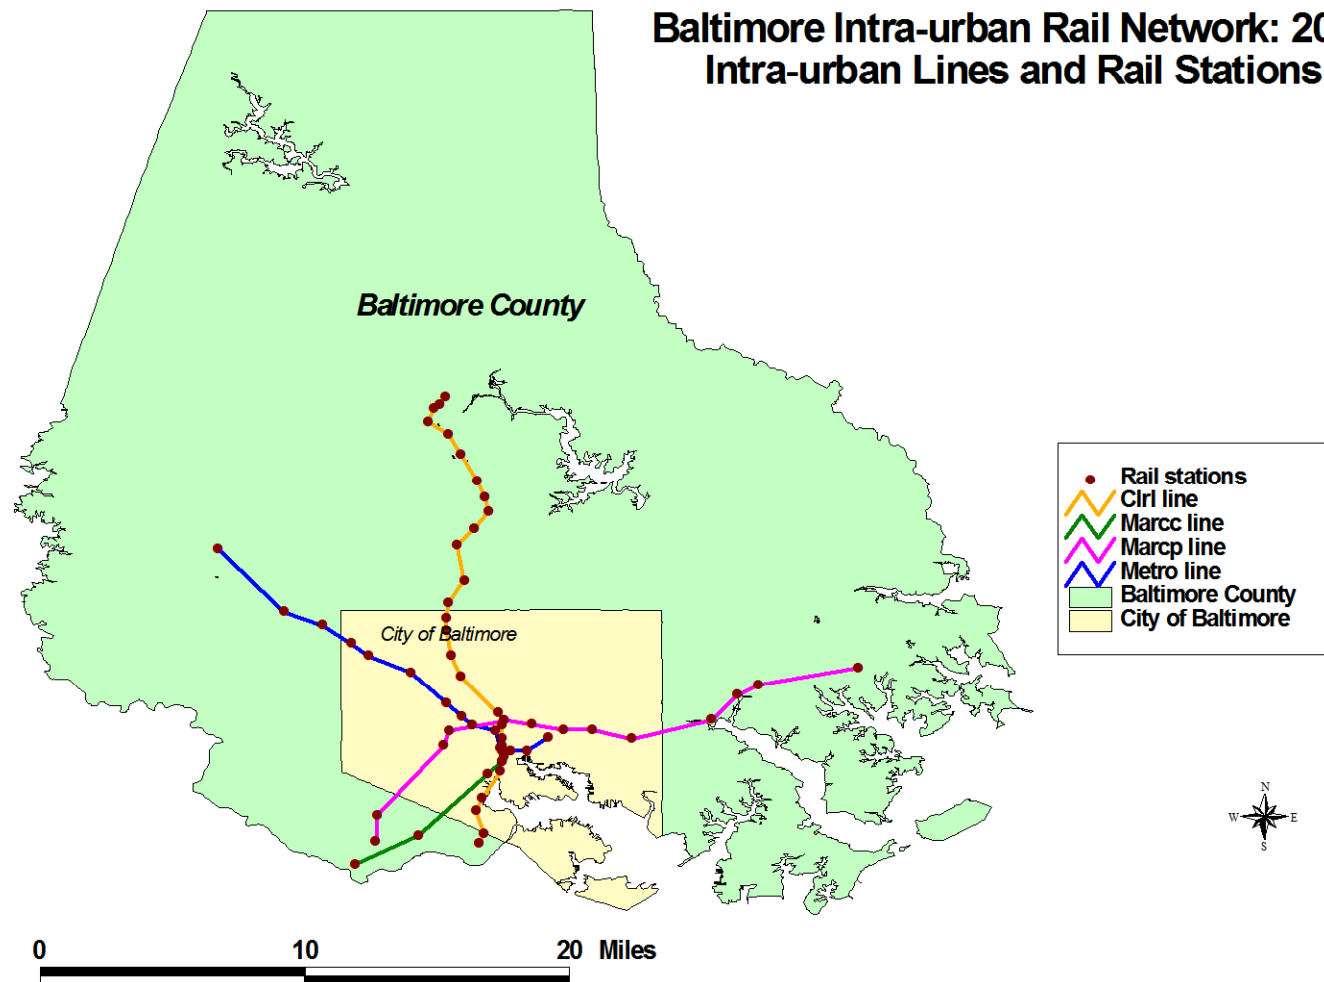 Baltimore Intra-urban Rail Network: 20
Intra-urban Lines and Rail Stations
Baltimore County
City of Baltimore
Rail stations
Clrl line
Marcc line
Marcp line
Metro line
Baltimore County
City of Baltimore
N
W E
S
0 10 20 Miles